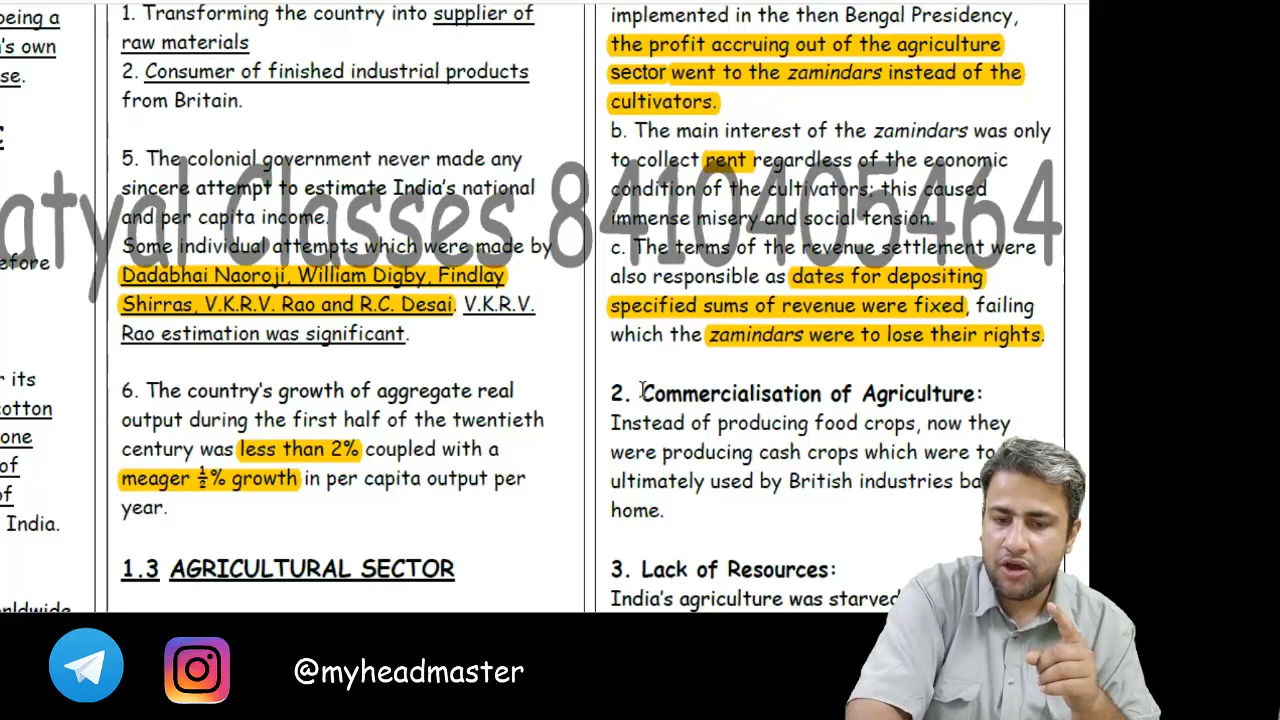 being a
's own
se.
efore
r its
cotton
one
of
of
India.
orldwide
1. Transforming the country into supplier of
raw materials
2. Consumer of finished industrial products
from Britain.
5. The colonial government never made any
sincere attempt to estimate India's national
and per capita income.
Some individual attempts which were made by
Dadabhai Naoroji, William Digby, Findlay
Shirras, V.K.R.V. Rao and R.C. Desai. V.K.R.V.
Rao estimation was significant.
6. The country's growth of aggregate real
output during the first half of the twentieth
century was less than 2% coupled with a
meager ½% growth in per capita output per
year.
1.3 AGRICULTURAL SECTOR
implemented in the then Bengal Presidency,
the profit accruing out of the agriculture
sector went to the zamindars instead of the
cultivators.
b. The main interest of the zamindars was only
to collect rent regardless of the economic
condition of the cultivators; this caused
immense misery and social tension.
c. The terms of the revenue settlement were
also responsible as dates for depositing
specified sums of revenue were fixed, failing
which the zamindars were to lose their rights.
2. Commercialisation of Agriculture:
Instead of producing food crops, now they
were producing cash crops which were to
ultimately used by British industries ba
home.
3. Lack of Resources:
India's agriculture was starved
atyal Classes 8410405464
@myheadmaster